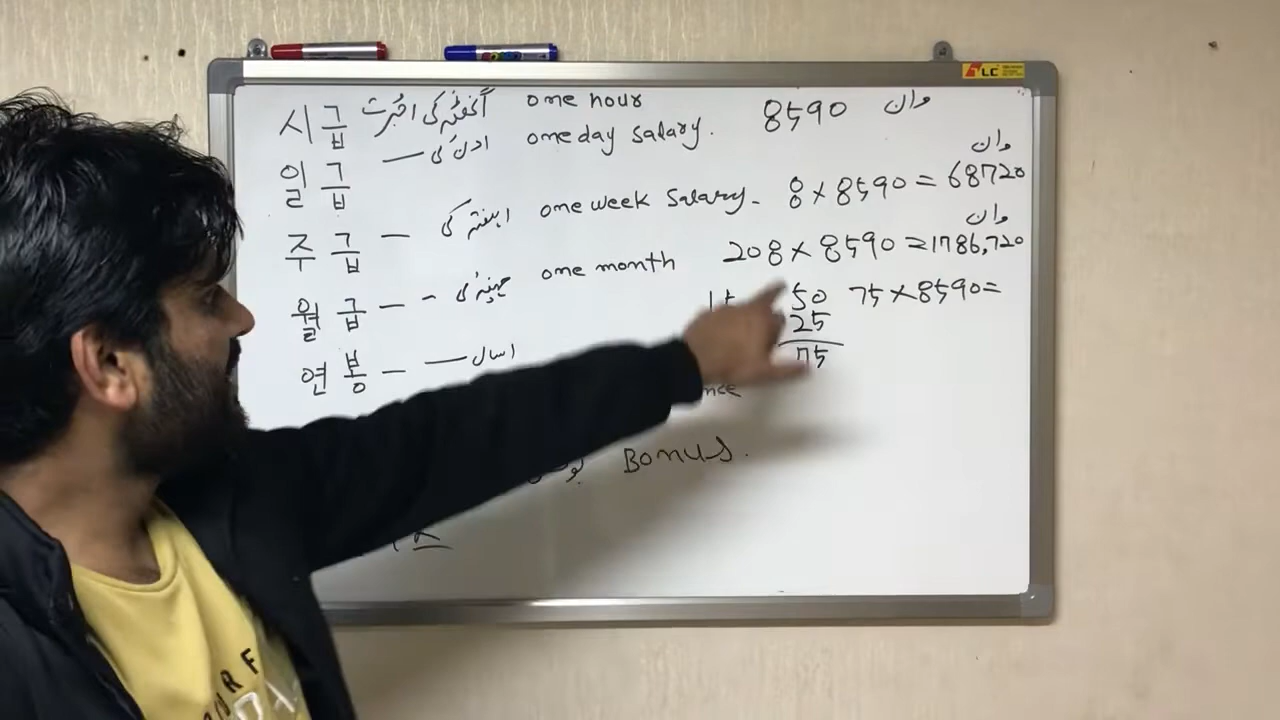 시급 اگھنٹہ کی اجرت one hour 8590 وان
일급 — ادن کی one day salary. وان
8 × 8590 = 68720
주급 — ابفتہ کی one week salary - وان
208 × 8590 = 1786,720
월급 — - مہینہ کی one month
50 75 × 8590 =
25
75
연봉 — — اسال
Bonus.
LC